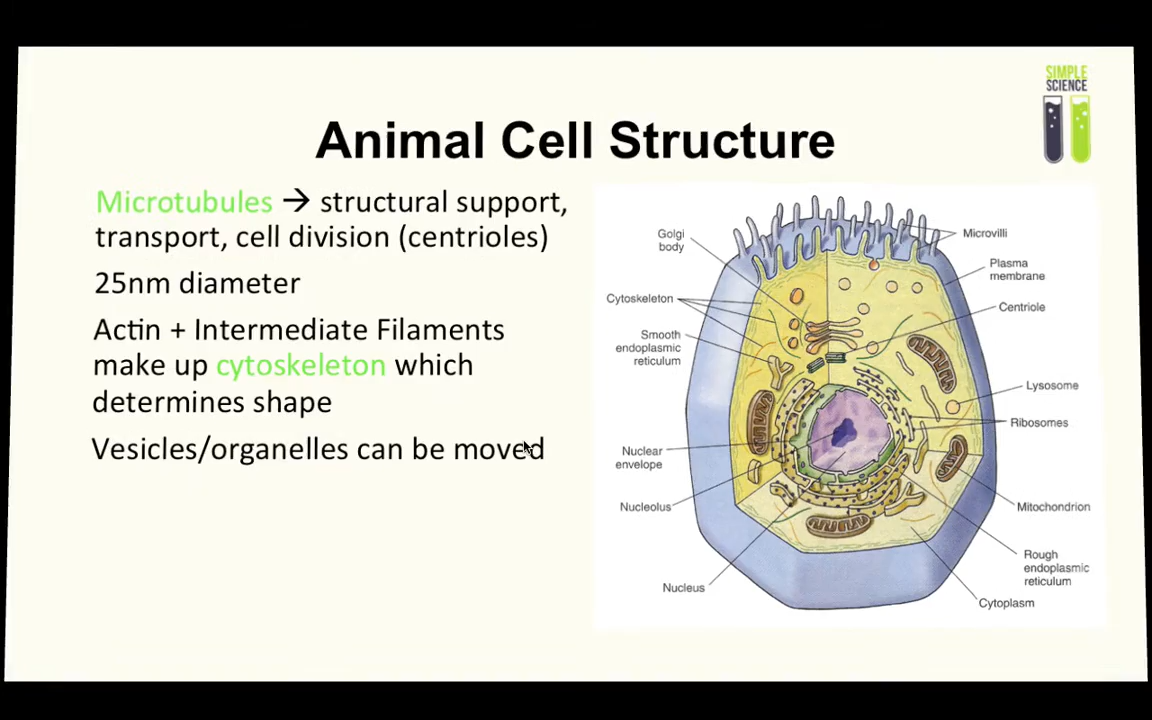 SIMPLE
SCIENCE
Animal Cell Structure
Microtubules → structural support,
transport, cell division (centrioles)
25nm diameter
Actin + Intermediate Filaments
make up cytoskeleton which
determines shape
Vesicles/organelles can be moved
Golgi
body
Cytoskeleton
Smooth
endoplasmic
reticulum
Nuclear
envelope
Nucleolus
Nucleus
Microvilli
Plasma
membrane
Centriole
Lysosome
Ribosomes
Mitochondrion
Rough
endoplasmic
reticulum
Cytoplasm